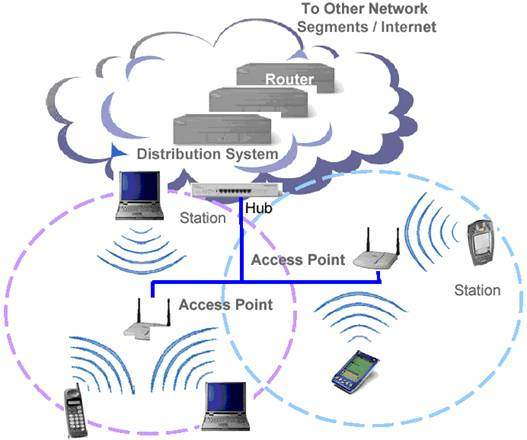 To Other Network
Segments / Internet
Router
Distribution System
Station
Hub
Access Point
Station
Access Point